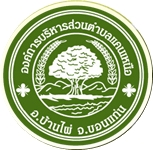 องค์การบริหารส่วนตำบลแคนเหนือ
อ.บ้านไผ่ จ.ขอนแก่น